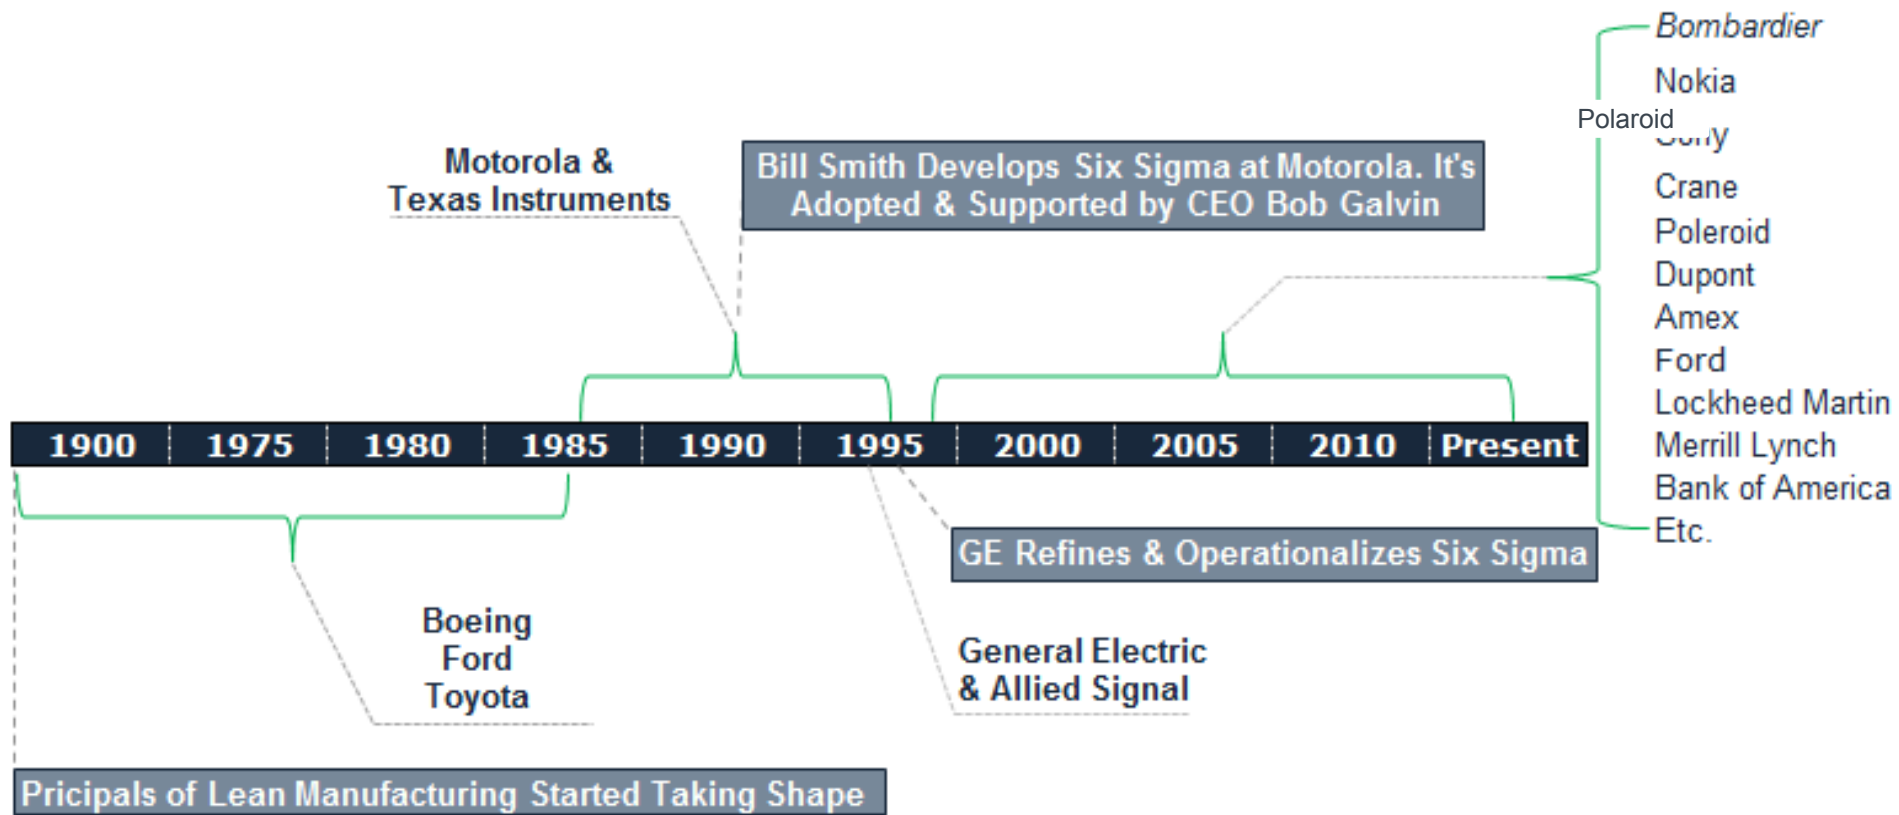 Bombardier
Nokia
Polaroid
Crane
Poleroid
Dupont
Amex
Ford
Lockheed Martin
Merrill Lynch
Bank of America
Etc.
Motorola &
Texas Instruments
Bill Smith Develops Six Sigma at Motorola. It's
Adopted & Supported by CEO Bob Galvin
1900 1975 1980 1985 1990 1995 2000 2005 2010 Present
GE Refines & Operationalizes Six Sigma
Boeing
Ford
Toyota
General Electric
& Allied Signal
Pricipals of Lean Manufacturing Started Taking Shape